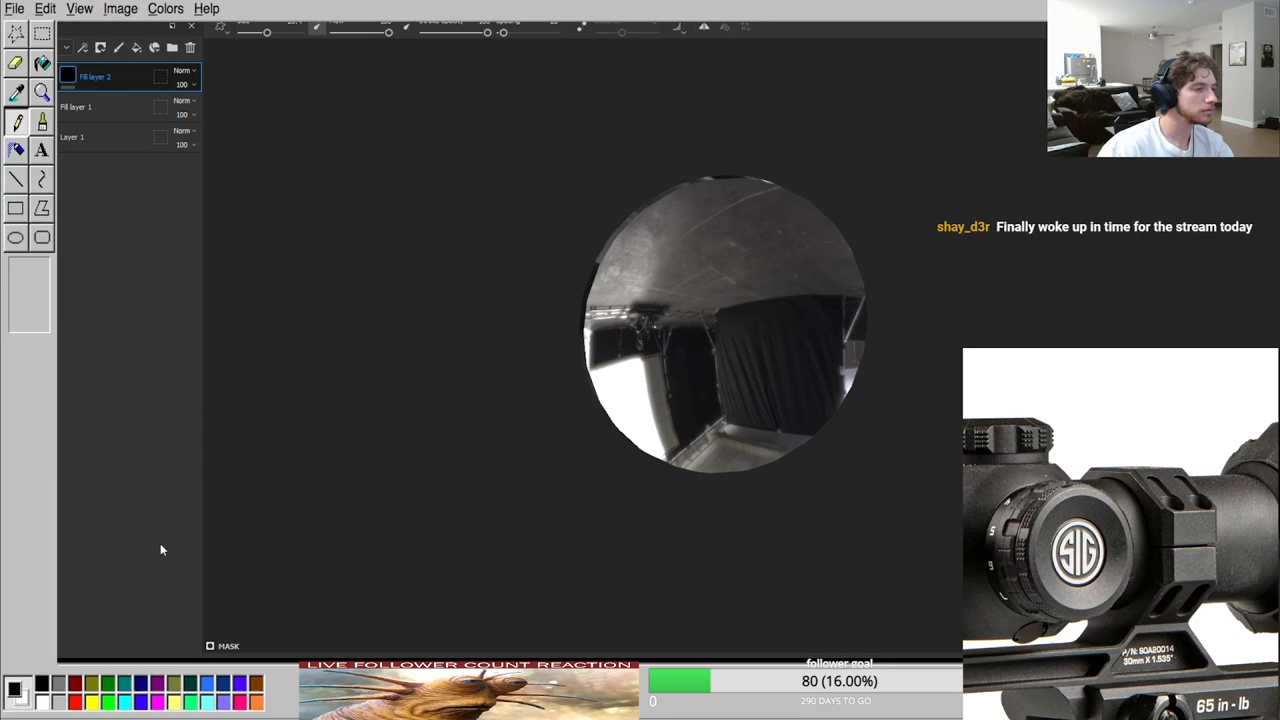 File Edit View Image Colors Help
Norm
Fill layer 2
100
Norm
Fill layer 1
100
Norm
Layer 1
100
shay_d3r Finally woke up in time for the stream today
SIG
P/N: SOA20014
30MM X 1.535"
65 in - lb
MASK
LIVE FOLLOWER COUNT REACTION
follower goal
80 (16.00%)
0
290 DAYS TO GO